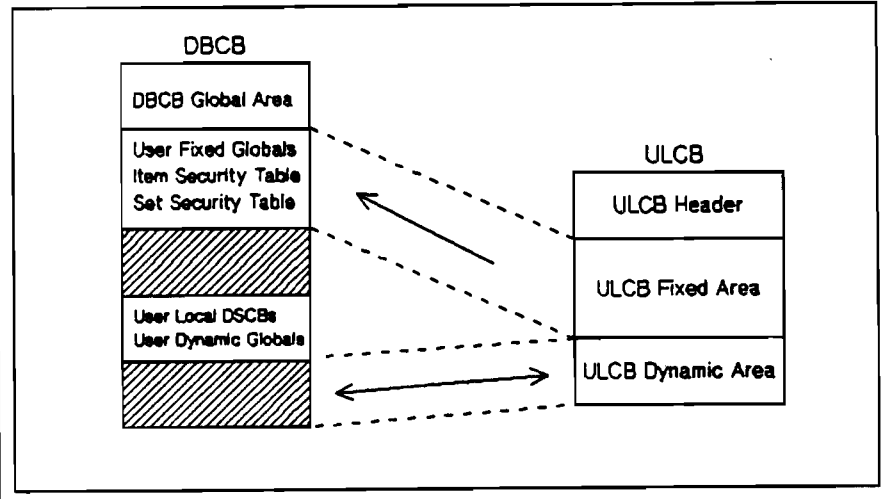 DBCB
DBCB Global Area
User Fixed Globals
Item Security Table
Set Security Table
User Local DSCBs
User Dynamic Globals
ULCB
ULCB Header
ULCB Fixed Area
ULCB Dynamic Area